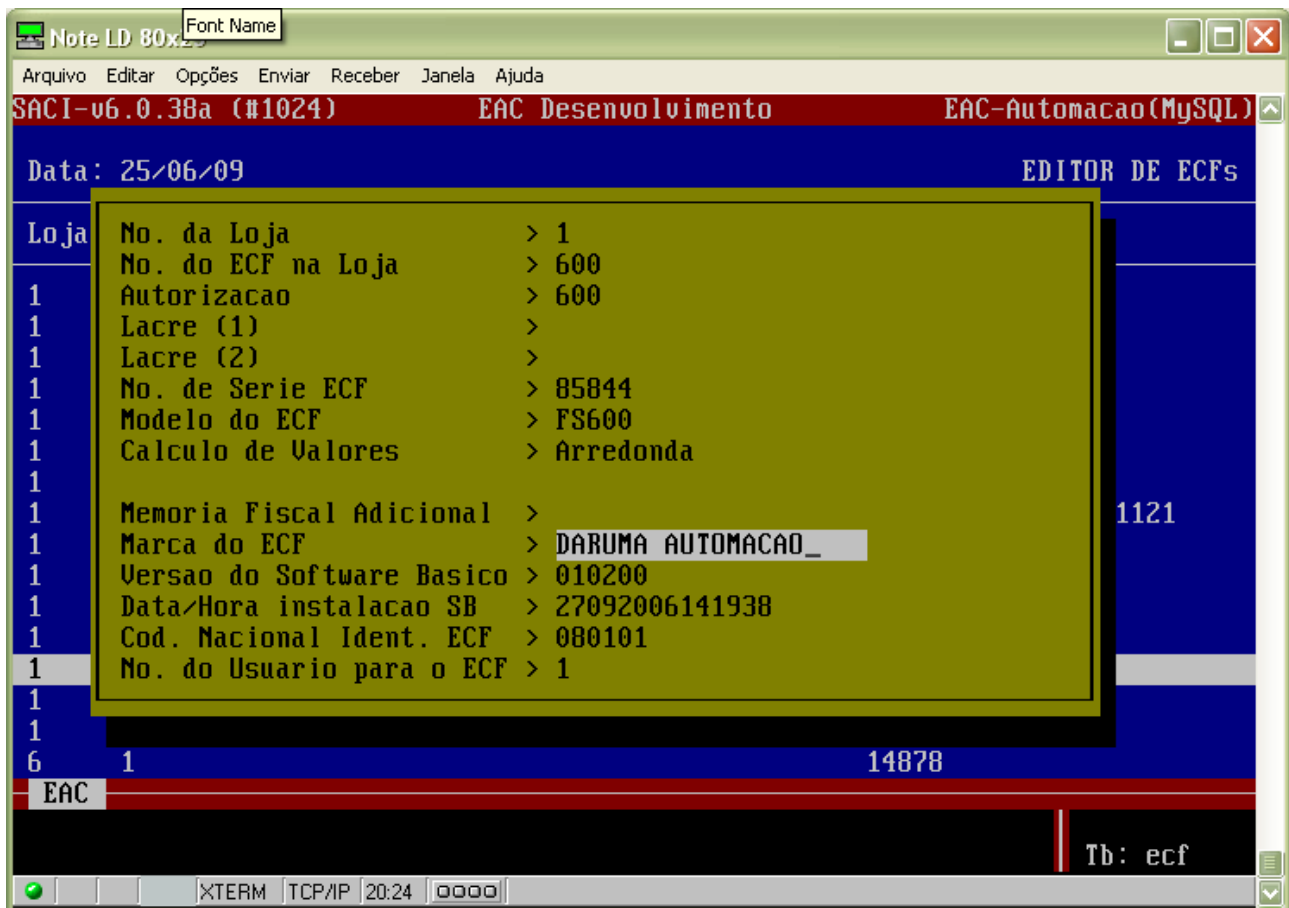 Font Name
Note LD 80x25
Arquivo Editar Opções Enviar Receber Janela Ajuda
SACI-v6.0.38a (#1024) EAC Desenvolvimento EAC-Automacao(MySQL)
Data: 25/06/09 EDITOR DE ECFs
Loja No. da Loja > 1
No. do ECF na Loja > 600
1 Autorizacao > 600
1 Lacre (1) >
1 Lacre (2) >
1 No. de Serie ECF > 85844
1 Modelo do ECF > FS600
1 Calculo de Valores > Arredonda
1
1 Memoria Fiscal Adicional > 1121
1 Marca do ECF > DARUMA AUTOMACAO_
1 Versao do Software Basico > 010200
1 Data/Hora instalacao SB > 27092006141938
1 Cod. Nacional Ident. ECF > 080101
1 No. do Usuario para o ECF > 1
1
1
6 1 14878
EAC
Tb: ecf
XTERM TCP/IP 20:24